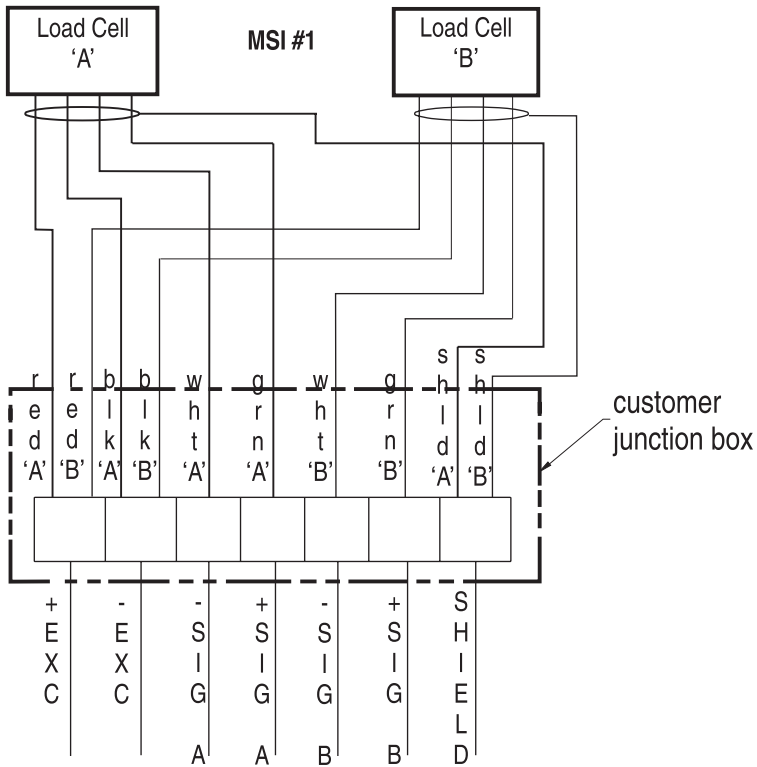 Load Cell
‘A’
MSI #1
Load Cell
‘B’
red ‘A’
red ‘B’
blk ‘A’
blk ‘B’
wht ‘A’
grn ‘A’
wht ‘B’
grn ‘B’
shld ‘A’
shld ‘B’
customer
junction box
+EXC
-EXC
-SIG A
+SIG A
-SIG B
+SIG B
SHIELD